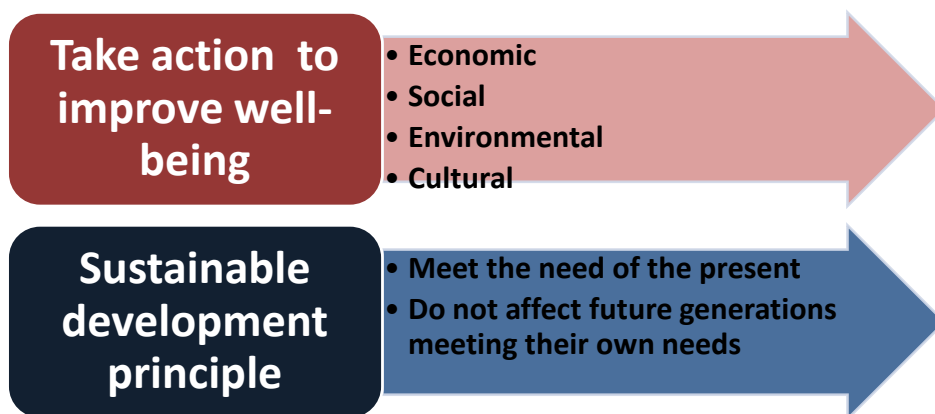 Take action to
improve well-
being
• Economic
• Social
• Environmental
• Cultural
Sustainable
development
principle
• Meet the need of the present
• Do not affect future generations
meeting their own needs